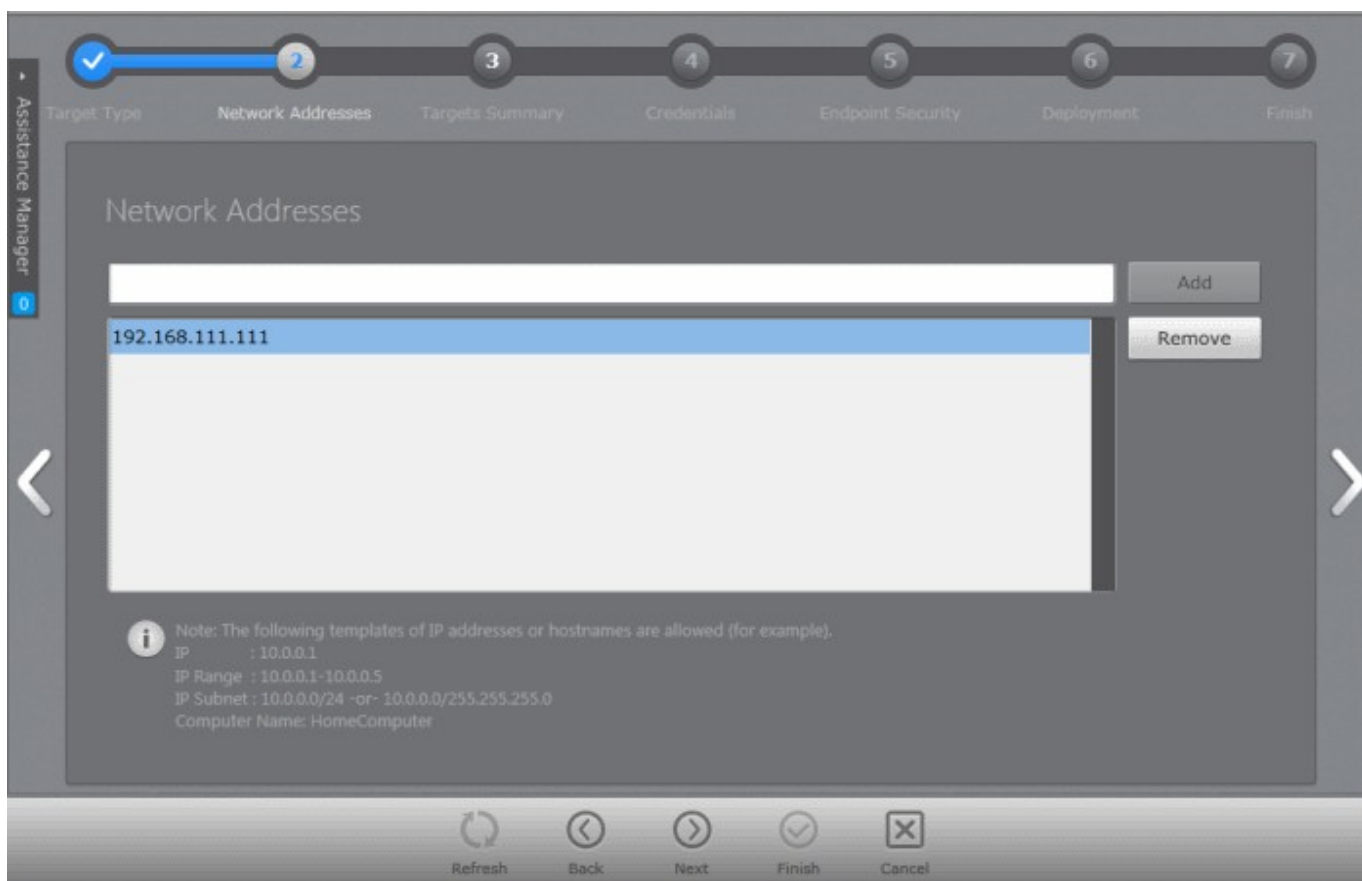 2
3
4
5
6
7
Target Type
Network Addresses
Targets Summary
Credentials
Endpoint Security
Deployment
Finish
Assistance Manager
0
Network Addresses
Add
192.168.111.111
Remove
i
Note: The following templates of IP addresses or hostnames are allowed (for example).
IP : 10.0.0.1
IP Range : 10.0.0.1-10.0.0.5
IP Subnet : 10.0.0.0/24 -or- 10.0.0.0/255.255.255.0
Computer Name: HomeComputer
Refresh
Back
Next
Finish
Cancel